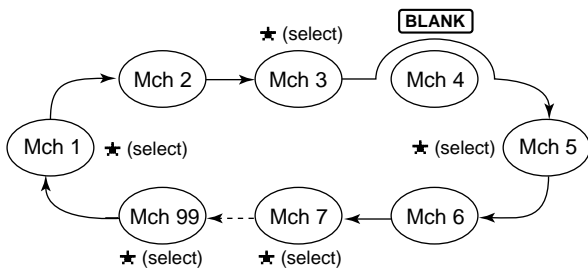 BLANK
★ (select)
Mch 2
Mch 3
Mch 4
Mch 1
★ (select)
★ (select)
Mch 5
Mch 99
Mch 7
Mch 6
★ (select)
★ (select)